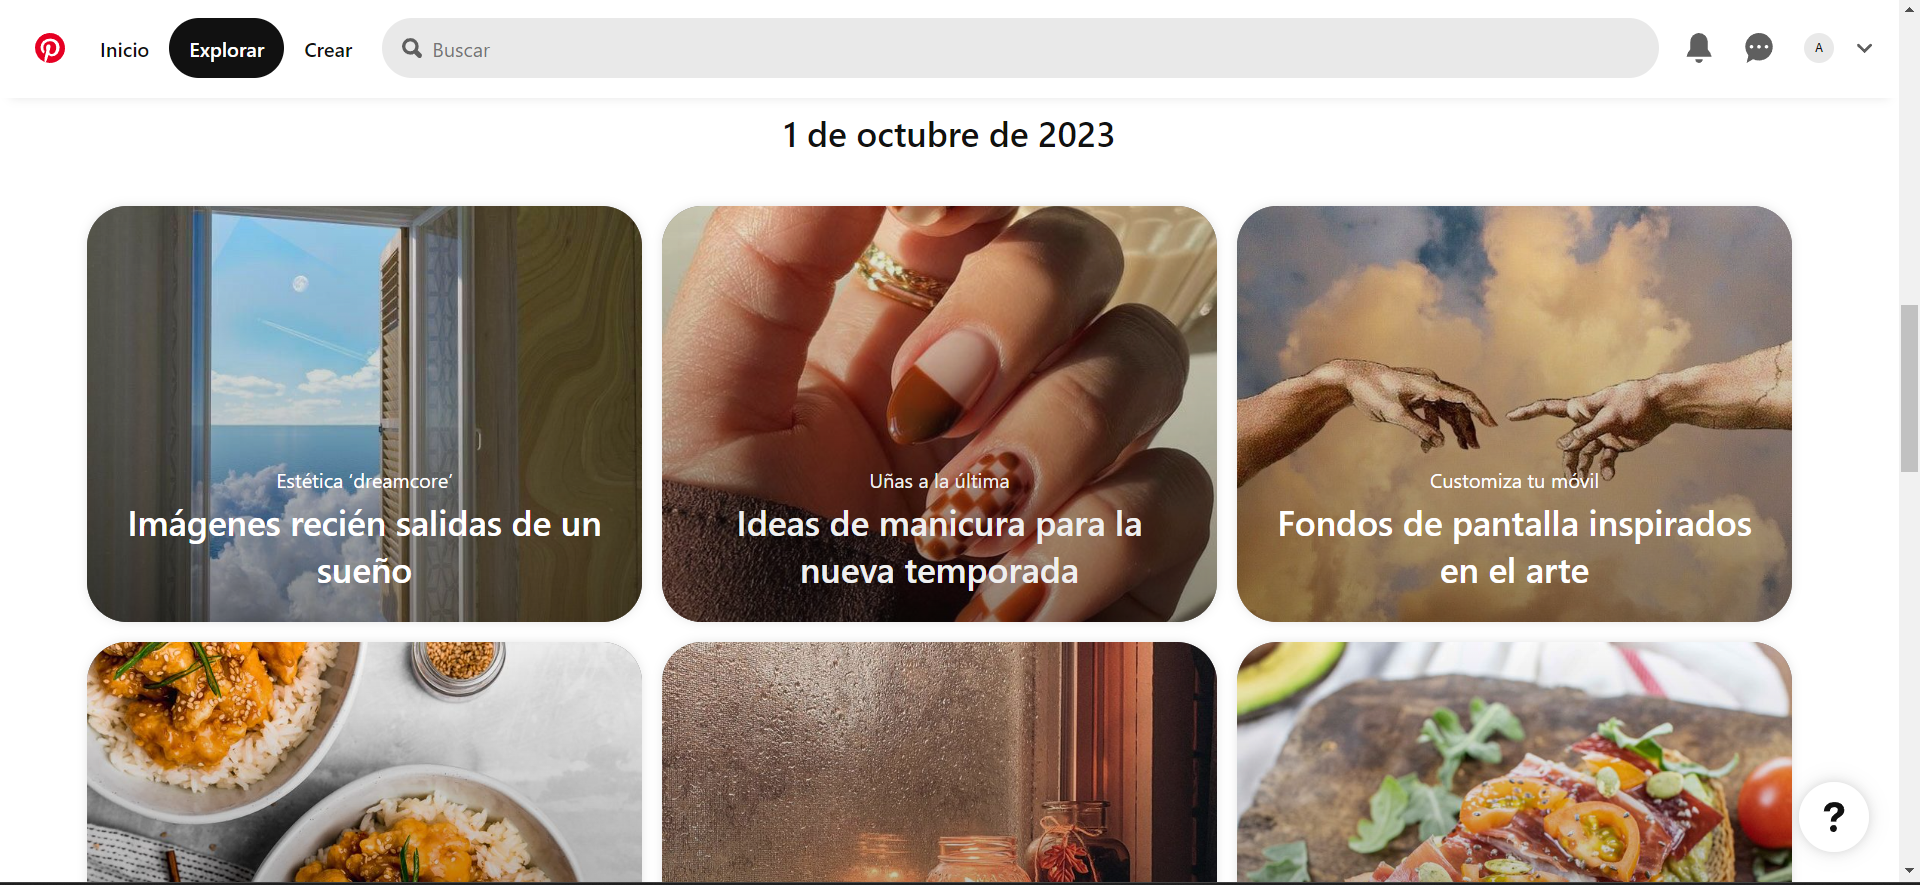 Inicio
Explorar
Crear
Buscar
A
1 de octubre de 2023
Estética ‘dreamcore’
Imágenes recién salidas de un
sueño
Uñas a la última
Ideas de manicura para la
nueva temporada
Customiza tu móvil
Fondos de pantalla inspirados
en el arte
?